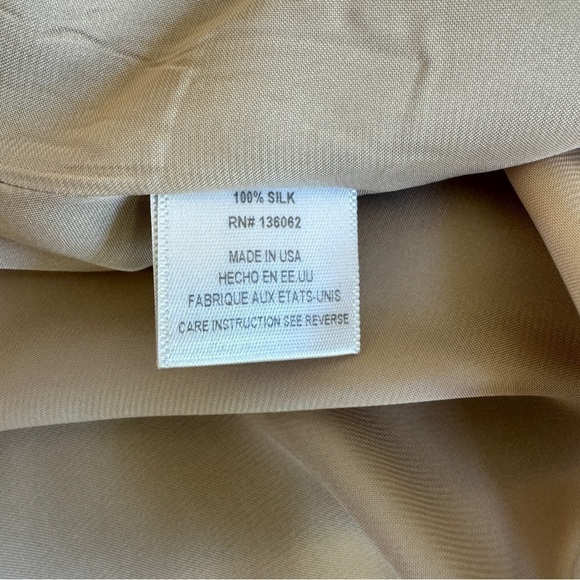 100% SILK
RN# 136062
MADE IN USA
HECHO EN EE.UU
FABRIQUE AUX ETATS-UNIS
CARE INSTRUCTION SEE REVERSE